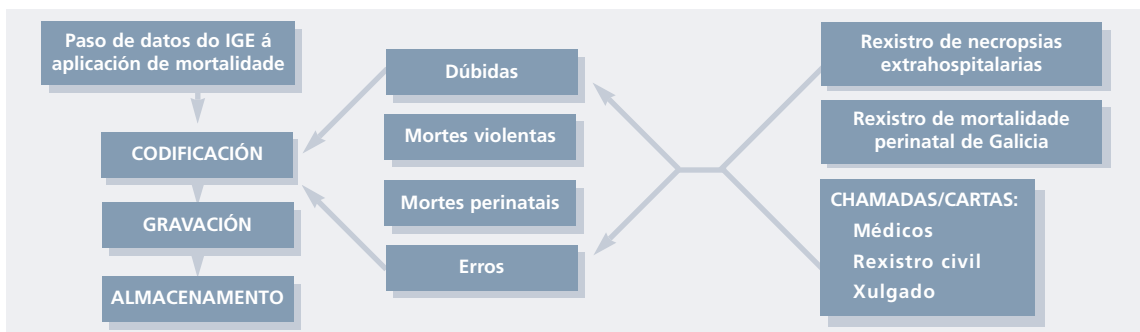 Paso de datos do IGE á
aplicación de mortalidade
CODIFICACIÓN
GRAVACIÓN
ALMACENAMENTO
Dúbidas
Mortes violentas
Mortes perinatais
Erros
Rexistro de necropsias
extrahospitalarias
Rexistro de mortalidade
perinatal de Galicia
CHAMADAS/CARTAS:
Médicos
Rexistro civil
Xulgado